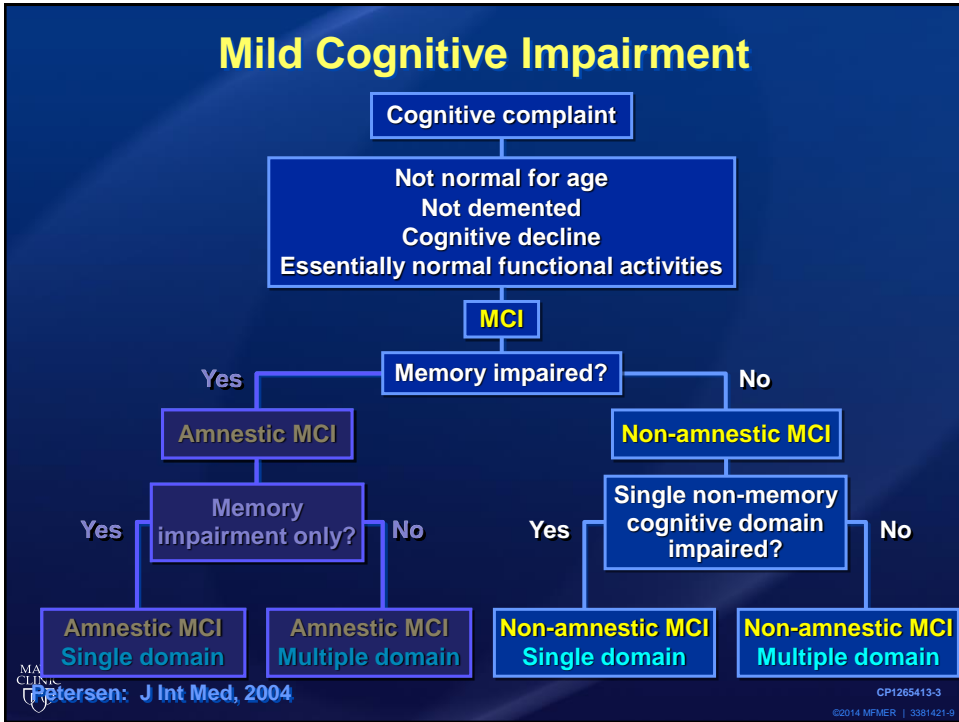 Mild Cognitive Impairment
Cognitive complaint
Not normal for age
Not demented
Cognitive decline
Essentially normal functional activities
MCI
Memory impaired?
Yes
No
Amnestic MCI
Non-amnestic MCI
Memory
impairment only?
Yes
No
Single non-memory
cognitive domain
impaired?
Yes
No
Amnestic MCI
Single domain
Amnestic MCI
Multiple domain
Non-amnestic MCI
Single domain
Non-amnestic MCI
Multiple domain
CLINIC
Petersen: J Int Med, 2004
CP1265413-3
©2014 MFMER | 3381421-9